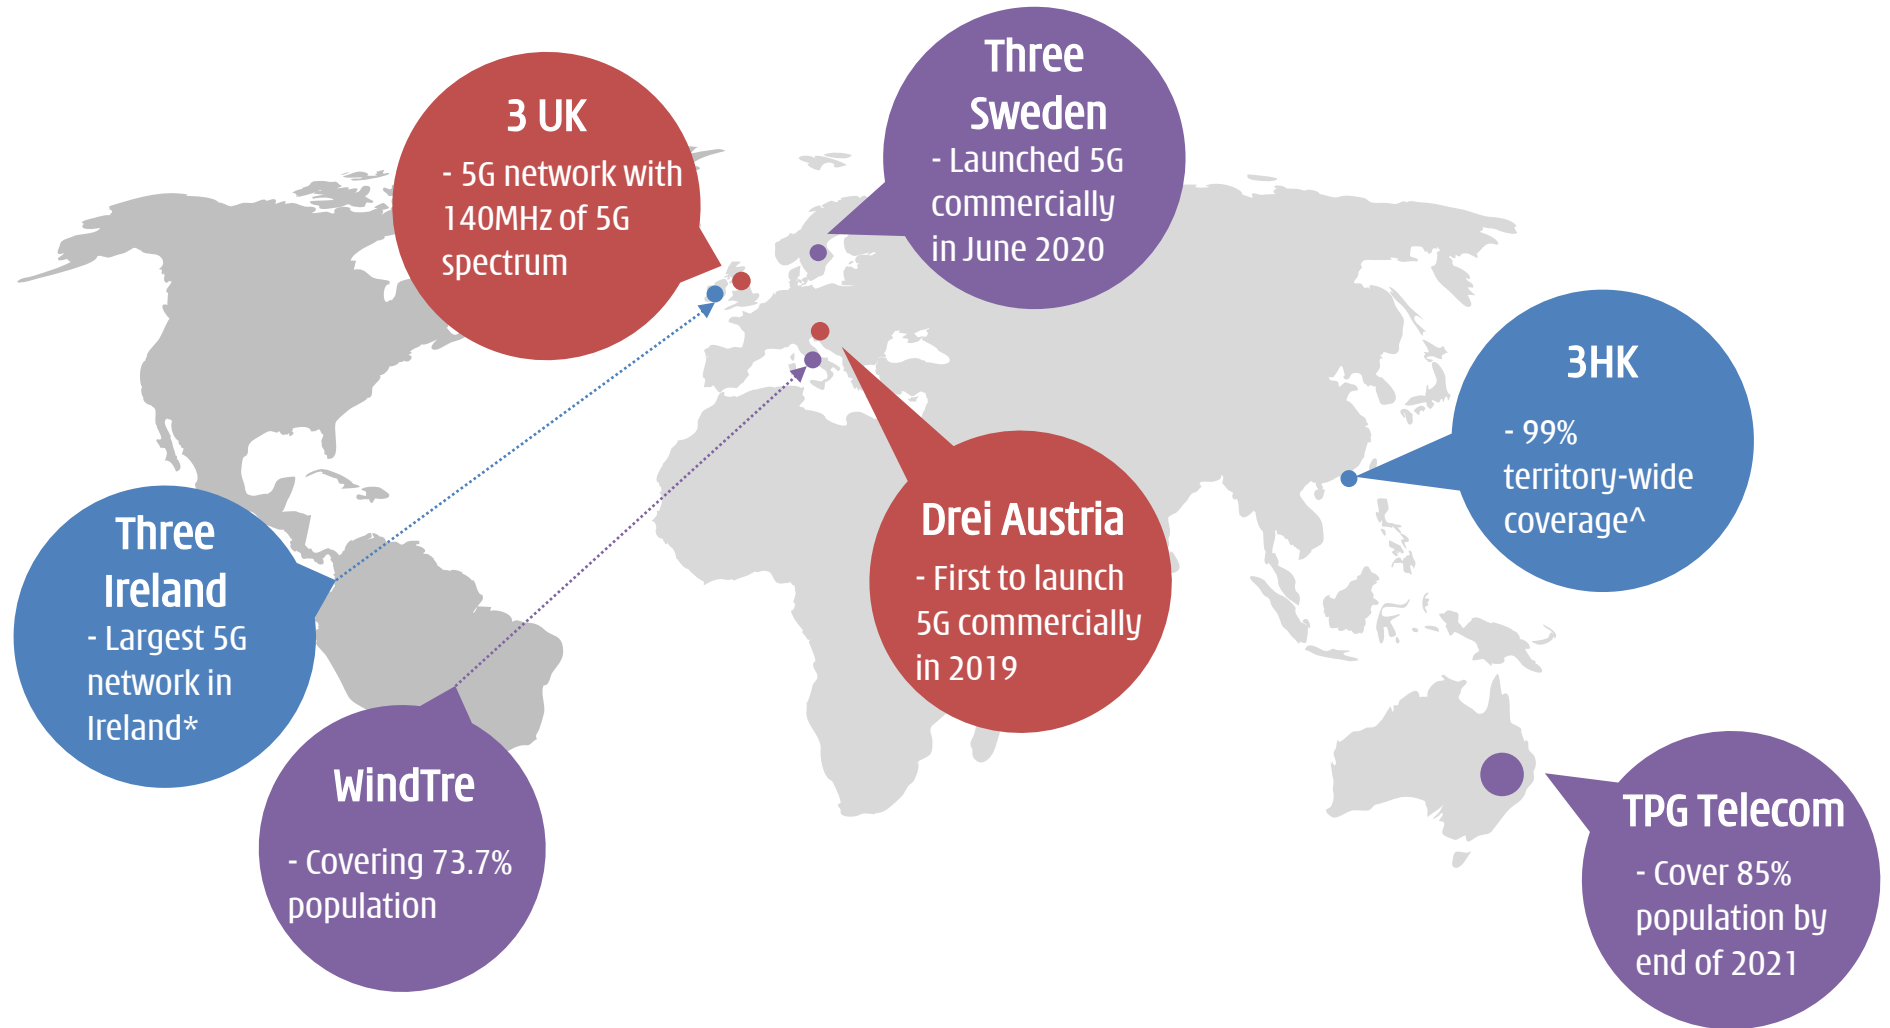 3 UK
- 5G network with
140MHz of 5G
spectrum
Three
Sweden
- Launched 5G
commercially
in June 2020
3HK
- 99%
territory-wide
coverage^
Three
Ireland
- Largest 5G
network in
Ireland*
Drei Austria
- First to launch
5G commercially
in 2019
WindTre
- Covering 73.7%
population
TPG Telecom
- Cover 85%
population by
end of 2021